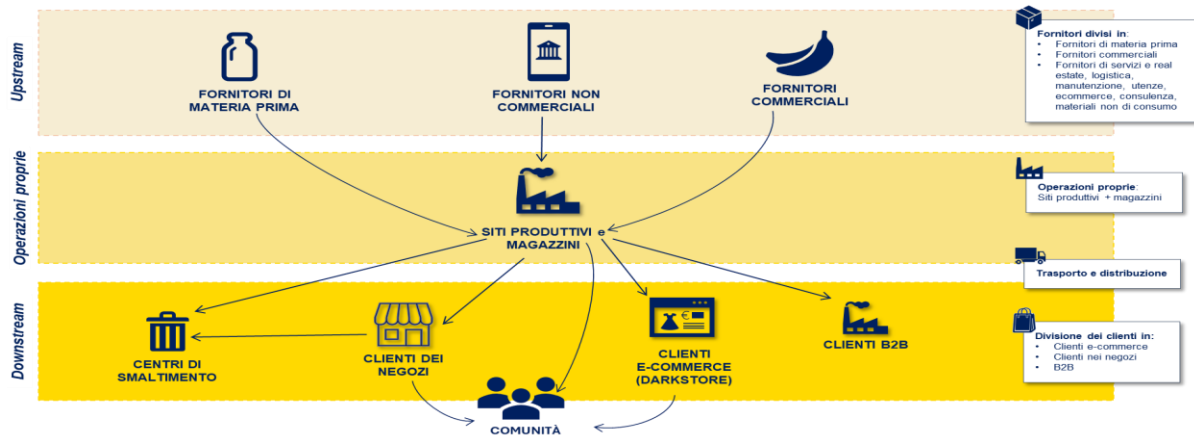 Upstream
FORNITORI DI
MATERIA PRIMA
FORNITORI NON
COMMERCIALI
FORNITORI
COMMERCIALI
Fornitori divisi in:
• Fornitori di materia prima
• Fornitori commerciali
• Fornitori di servizi e real
estate, logistica,
manutenzione, utenze,
ecommerce, consulenza,
materiali non di consumo
Operazioni proprie
SITI PRODUTTIVI e
MAGAZZINI
Operazioni proprie:
Siti produttivi + magazzini
Trasporto e distribuzione
Downstream
CENTRI DI
SMALTIMENTO
CLIENTI DEI
NEGOZI
CLIENTI
E-COMMERCE
(DARKSTORE)
CLIENTI B2B
COMUNITÀ
Divisione dei clienti in:
• Clienti e-commerce
• Clienti nei negozi
• B2B